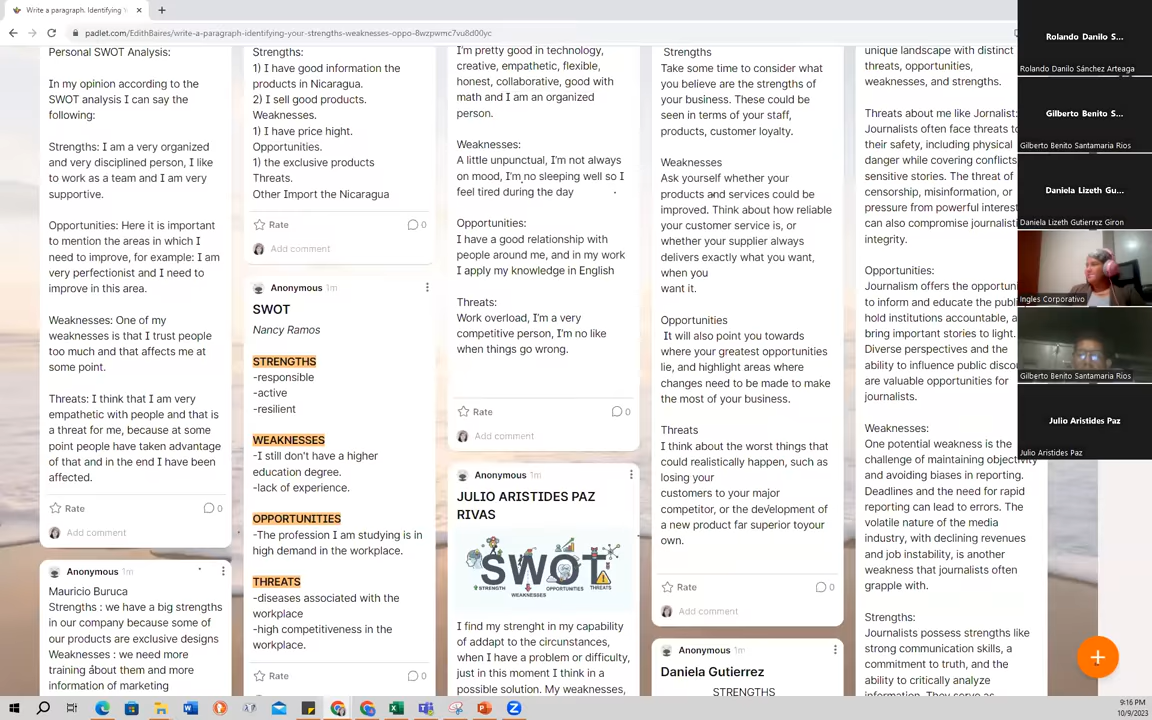 Write a paragraph. Identifying
padlet.com/EdithBaires/write-a-paragraph-identifying-your-strengths-weaknesses-oppo-8wzpwmc7vu8d00yc
Personal SWOT Analysis:
In my opinion according to the
SWOT analysis I can say the
following:
Strengths: I am a very organized
and very disciplined person, I like
to work as a team and I am very
supportive.
Opportunities: Here it is important
to mention the areas in which I
need to improve, for example: I am
very perfectionist and I need to
improve in this area.
Weaknesses: One of my
weaknesses is that I trust people
too much and that affects me at
some point.
Threats: I think that I am very
empathetic with people and that is
a threat for me, because at some
point people have taken advantage
of that and in the end I have been
affected.
Rate
0
Add comment
Anonymous 1m
Mauricio Buruca
Strengths : we have a big strengths
in our company because some of
our products are exclusive designs
Weaknesses : we need more
training about them and more
information of marketing
Strengths:
1) I have good information the
products in Nicaragua.
2) I sell good products.
Weaknesses.
1) I have price hight.
Opportunities.
1) the exclusive products
Threats.
Other Import the Nicaragua
Rate
0
Add comment
Anonymous 1m
SWOT
Nancy Ramos
STRENGTHS
-responsible
-active
-resilient
WEAKNESSES
-I still don't have a higher
education degree.
-lack of experience.
OPPORTUNITIES
-The profession I am studying is in
high demand in the workplace.
THREATS
-diseases associated with the
workplace
-high competitiveness in the
workplace.
Rate
0
I'm pretty good in technology,
creative, empathetic, flexible,
honest, collaborative, good with
math and I am an organized
person.
Weaknesses:
A little unpunctual, I'm not always
on mood, I'm no sleeping well so I
feel tired during the day
Opportunities:
I have a good relationship with
people around me, and in my work
I apply my knowledge in English
Threats:
Work overload, I'm a very
competitive person, I'm no like
when things go wrong.
Rate
0
Add comment
Anonymous 1m
JULIO ARISTIDES PAZ
RIVAS
SWOT
STRENGTH
WEAKNESSES
OPPORTUNITIES
THREATS
I find my strenght in my capability
of addapt to the circunstances,
when I have a problem or difficulty,
just in this moment I think in a
possible solution. My weaknesses,
Strengths
Take some time to consider what
you believe are the strengths of
your business. These could be
seen in terms of your staff,
products, customer loyalty.
Weaknesses
Ask yourself whether your
products and services could be
improved. Think about how reliable
your customer service is, or
whether your supplier always
delivers exactly what you want,
when you
want it.
Opportunities
It will also point you towards
where your greatest opportunities
lie, and highlight areas where
changes need to be made to make
the most of your business.
Threats
I think about the worst things that
could realistically happen, such as
losing your
customers to your major
competitor, or the development of
a new product far superior toyour
own.
Rate
0
Add comment
Anonymous 1m
Daniela Gutierrez
STRENGTHS
unique landscape with distinct
threats, opportunities,
weaknesses, and strengths.
Threats about me like Jornalist:
Journalists often face threats to
their safety, including physical
danger while covering conflicts
sensitive stories. The threat of
censorship, misinformation, or
pressure from powerful interest
can also compromise journalisti
integrity.
Opportunities:
Journalism offers the opportun
to inform and educate the publ
hold institutions accountable, a
bring important stories to light.
Diverse perspectives and the
ability to influence public disco
are valuable opportunities for
journalists.
Weaknesses:
One potential weakness is the
challenge of maintaining objectivity
and avoiding biases in reporting.
Deadlines and the need for rapid
reporting can lead to errors. The
volatile nature of the media
industry, with declining revenues
and job instability, is another
weakness that journalists often
grapple with.
Strengths:
Journalists possess strengths like
strong communication skills, a
commitment to truth, and the
ability to critically analyze
information. They serve as
Rolando Danilo S...
Rolando Danilo Sánchez Arteaga
Gilberto Benito S...
Gilberto Benito Santamaria Rios
Daniela Lizeth Gu...
Daniela Lizeth Gutierrez Giron
Ingles Corporativo
Gilberto Benito Santamaria Rios
Julio Aristides Paz
Julio Aristides Paz
9:16 PM
10/9/2023